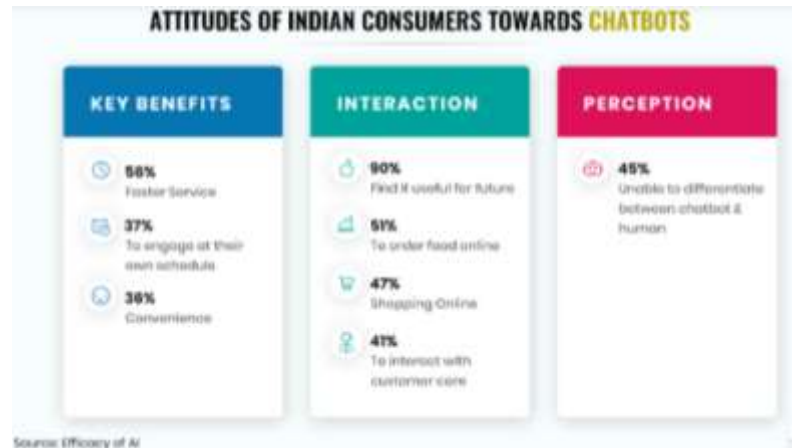 ATTITUDES OF INDIAN CONSUMERS TOWARDS CHATBOTS
KEY BENEFITS
56%
Faster Service
37%
To engage at their
own schedule
36%
Convenience
INTERACTION
90%
Find it useful for future
51%
To order food online
47%
Shopping Online
41%
To interact with
customer care
PERCEPTION
45%
Unable to differentiate
between chatbot &
human
Source: Efficacy of AI